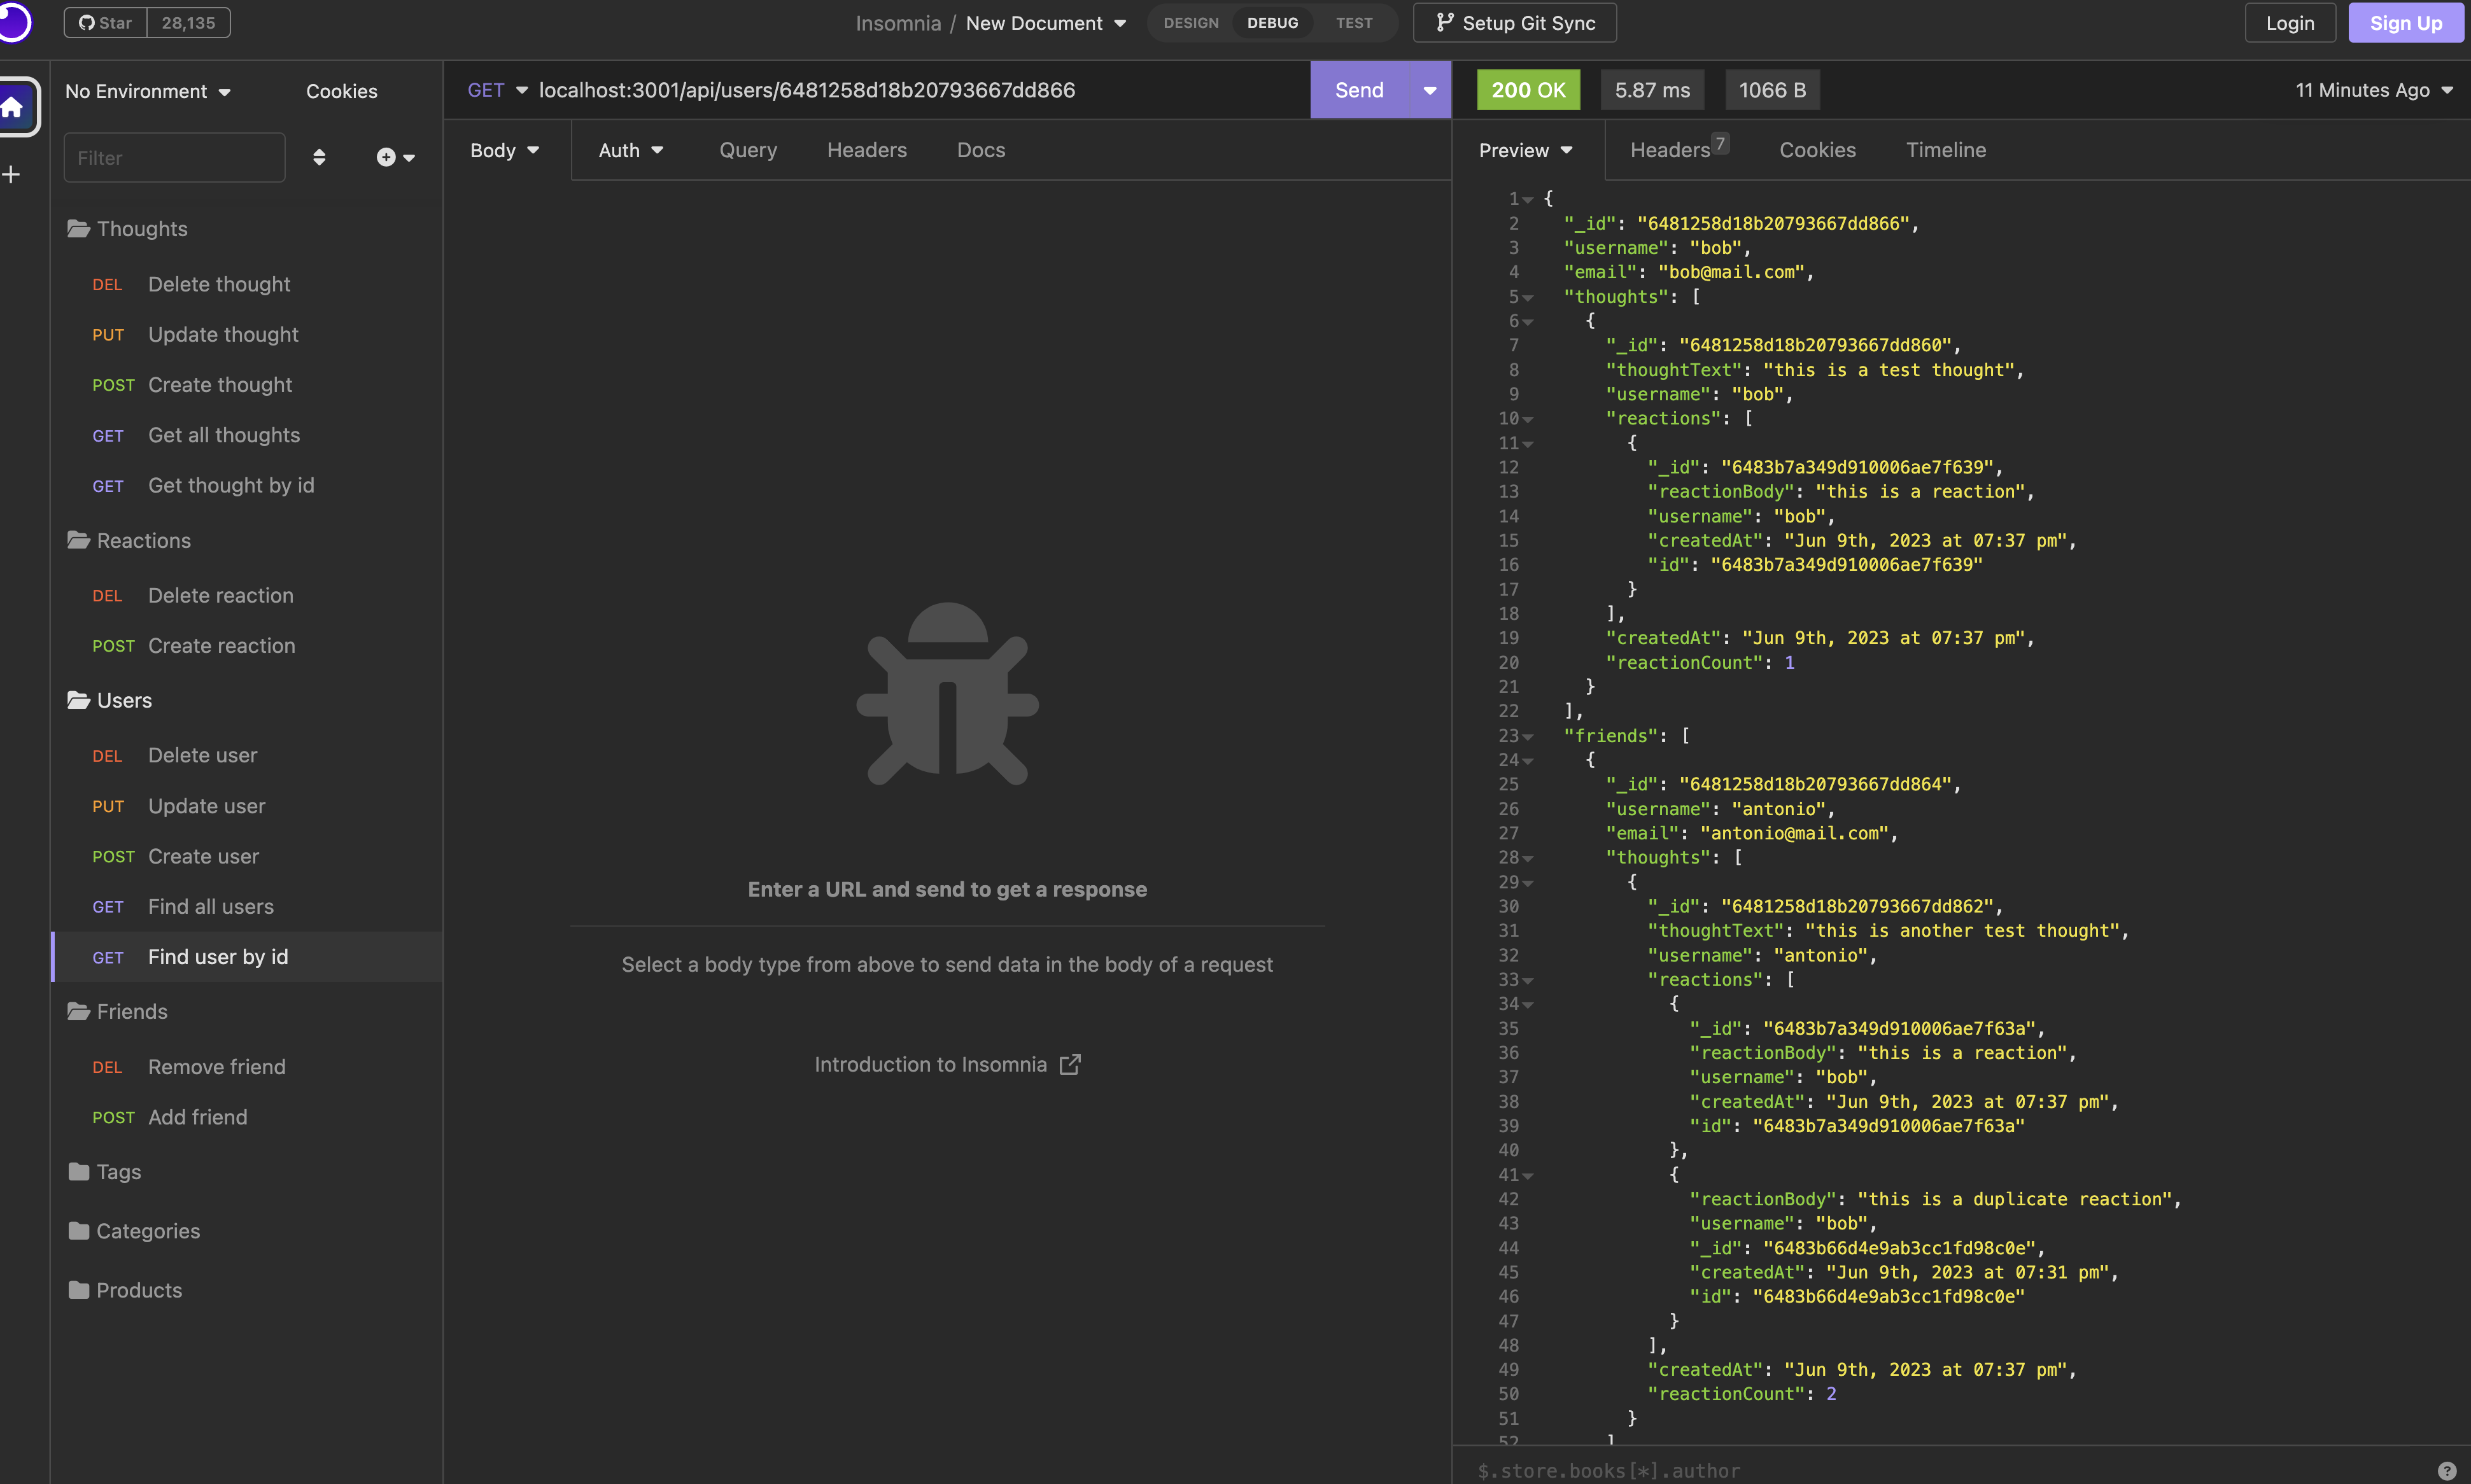 Star 28,135
Insomnia / New Document
DESIGN DEBUG TEST
Setup Git Sync
Login
Sign Up
No Environment
Cookies
Filter
Thoughts
DEL Delete thought
PUT Update thought
POST Create thought
GET Get all thoughts
GET Get thought by id
Reactions
DEL Delete reaction
POST Create reaction
Users
DEL Delete user
PUT Update user
POST Create user
GET Find all users
GET Find user by id
Friends
DEL Remove friend
POST Add friend
Tags
Categories
Products
GET localhost:3001/api/users/6481258d18b20793667dd866
Send
Body Auth Query Headers Docs
Enter a URL and send to get a response
Select a body type from above to send data in the body of a request
Introduction to Insomnia
200 OK 5.87 ms 1066 B
11 Minutes Ago
Preview Headers 7 Cookies Timeline
1 {
2 "_id": "6481258d18b20793667dd866",
3 "username": "bob",
4 "email": "bob@mail.com",
5 "thoughts": [
6 {
7 "_id": "6481258d18b20793667dd860",
8 "thoughtText": "this is a test thought",
9 "username": "bob",
10 "reactions": [
11 {
12 "_id": "6483b7a349d910006ae7f639",
13 "reactionBody": "this is a reaction",
14 "username": "bob",
15 "createdAt": "Jun 9th, 2023 at 07:37 pm",
16 "id": "6483b7a349d910006ae7f639"
17 }
18 ],
19 "createdAt": "Jun 9th, 2023 at 07:37 pm",
20 "reactionCount": 1
21 }
22 ],
23 "friends": [
24 {
25 "_id": "6481258d18b20793667dd864",
26 "username": "antonio",
27 "email": "antonio@mail.com",
28 "thoughts": [
29 {
30 "_id": "6481258d18b20793667dd862",
31 "thoughtText": "this is another test thought",
32 "username": "antonio",
33 "reactions": [
34 {
35 "_id": "6483b7a349d910006ae7f63a",
36 "reactionBody": "this is a reaction",
37 "username": "bob",
38 "createdAt": "Jun 9th, 2023 at 07:37 pm",
39 "id": "6483b7a349d910006ae7f63a"
40 },
41 {
42 "reactionBody": "this is a duplicate reaction",
43 "username": "bob",
44 "_id": "6483b66d4e9ab3cc1fd98c0e",
45 "createdAt": "Jun 9th, 2023 at 07:31 pm",
46 "id": "6483b66d4e9ab3cc1fd98c0e"
47 }
48 ],
49 "createdAt": "Jun 9th, 2023 at 07:37 pm",
50 "reactionCount": 2
51 }
52 ]
$.store.books[*].author